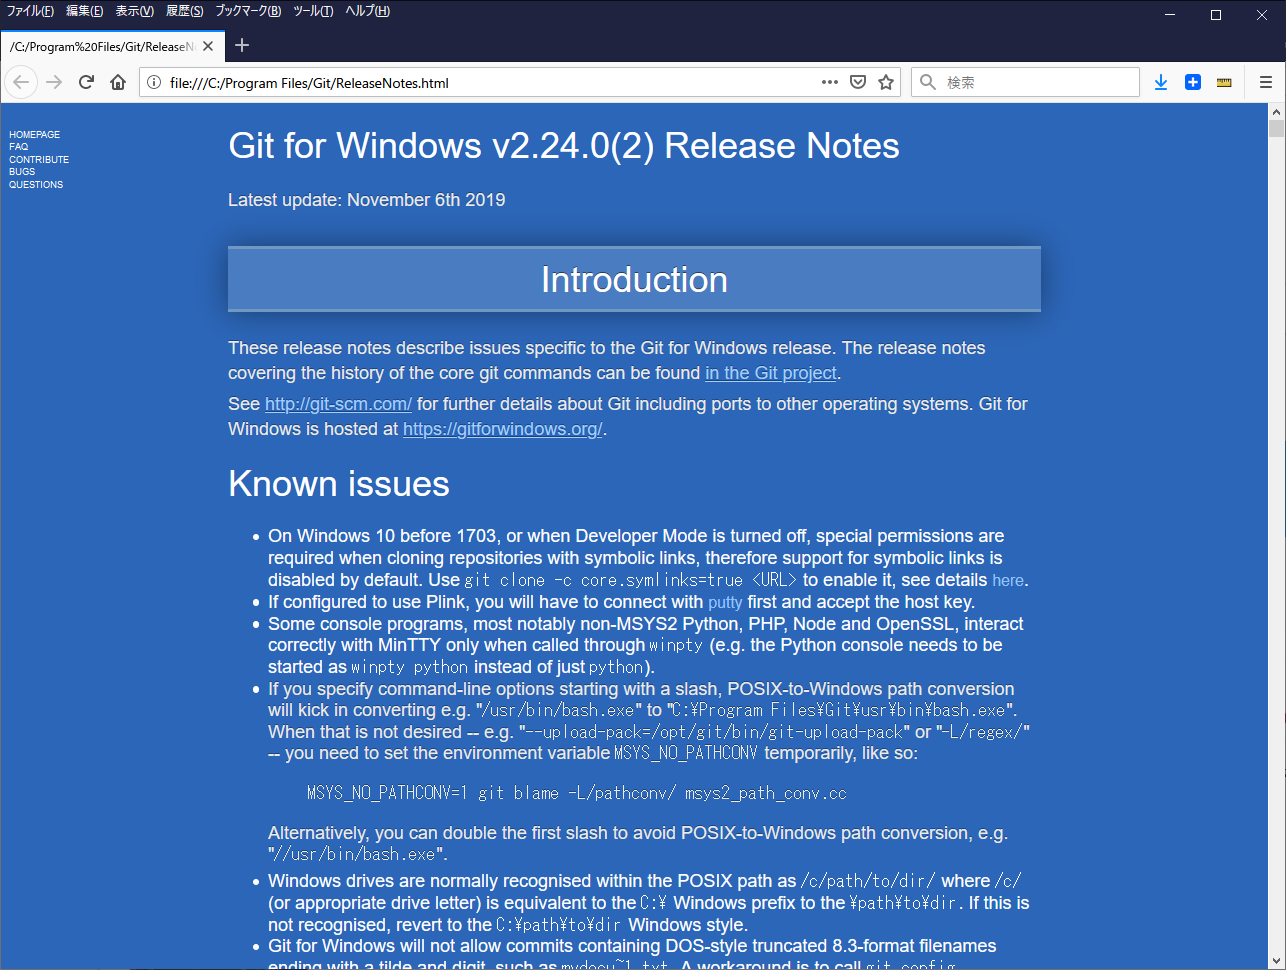 ファイル(F) 編集(E) 表示(V) 履歴(S) ブックマーク(B) ツール(T) ヘルプ(H)
/C:/Program%20Files/Git/ReleaseN
file:///C:/Program Files/Git/ReleaseNotes.html
検索
HOMEPAGE
FAQ
CONTRIBUTE
BUGS
QUESTIONS
Git for Windows v2.24.0(2) Release Notes
Latest update: November 6th 2019
Introduction
These release notes describe issues specific to the Git for Windows release. The release notes
covering the history of the core git commands can be found in the Git project.
See http://git-scm.com/ for further details about Git including ports to other operating systems. Git for
Windows is hosted at https://gitforwindows.org/.
Known issues
• On Windows 10 before 1703, or when Developer Mode is turned off, special permissions are
required when cloning repositories with symbolic links, therefore support for symbolic links is
disabled by default. Use git clone -c core.symlinks=true <URL> to enable it, see details here.
• If configured to use Plink, you will have to connect with putty first and accept the host key.
• Some console programs, most notably non-MSYS2 Python, PHP, Node and OpenSSL, interact
correctly with MinTTY only when called through winpty (e.g. the Python console needs to be
started as winpty python instead of just python).
• If you specify command-line options starting with a slash, POSIX-to-Windows path conversion
will kick in converting e.g. "/usr/bin/bash.exe" to "C:¥Program Files¥Git¥usr¥bin¥bash.exe".
When that is not desired -- e.g. "--upload-pack=/opt/git/bin/git-upload-pack" or "-L/regex/"
-- you need to set the environment variable MSYS_NO_PATHCONV temporarily, like so:
MSYS_NO_PATHCONV=1 git blame -L/pathconv/ msys2_path_conv.cc
Alternatively, you can double the first slash to avoid POSIX-to-Windows path conversion, e.g.
"//usr/bin/bash.exe".
• Windows drives are normally recognised within the POSIX path as /c/path/to/dir/ where /c/
(or appropriate drive letter) is equivalent to the C:¥ Windows prefix to the ¥path¥to¥dir. If this is
not recognised, revert to the C:¥path¥to¥dir Windows style.
• Git for Windows will not allow commits containing DOS-style truncated 8.3-format filenames
ending with a tilde and digit, such as mydocu~1.txt. A workaround is to call git config